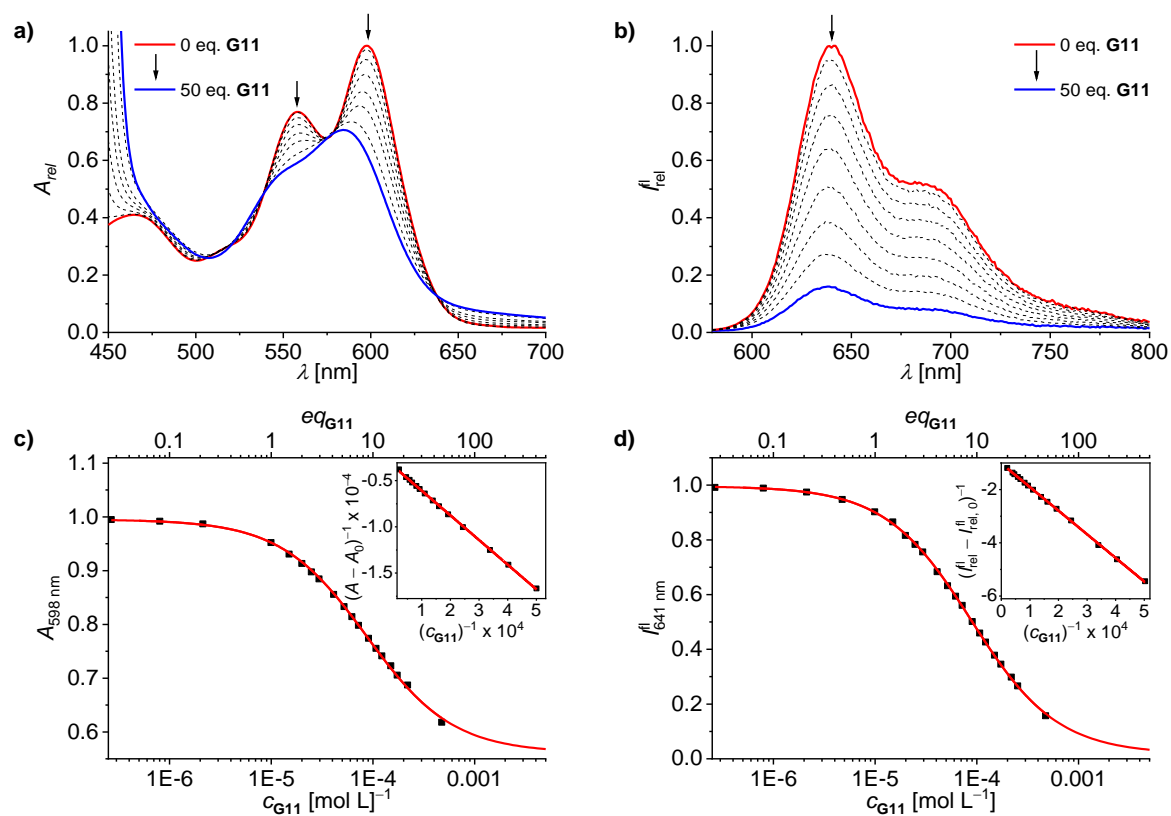 a)
0 eq. G11
50 eq. G11
1.0
0.8
0.6
0.4
0.2
0.0
A_rel
450 500 550 600 650 700
λ [nm]
b)
0 eq. G11
50 eq. G11
1.0
0.8
0.6
0.4
0.2
0.0
I^fl_rel
600 650 700 750 800
λ [nm]
c)
eq_G11
0.1 1 10 100
1.1
1.0
0.9
0.8
0.7
0.6
A_598 nm
1E-6 1E-5 1E-4 0.001
c_G11 [mol L]⁻¹
-0.5
-1.0
-1.5
(A − A₀)⁻¹ x 10⁻⁴
1 2 3 4 5
(c_G11)⁻¹ x 10⁴
d)
eq_G11
0.1 1 10 100
1.0
0.8
0.6
0.4
0.2
0.0
I^fl_641 nm
1E-6 1E-5 1E-4 0.001
c_G11 [mol L⁻¹]
-2
-4
-6
(I^fl_rel − I^fl_rel, 0)⁻¹
0 1 2 3 4 5
(c_G11)⁻¹ x 10⁴